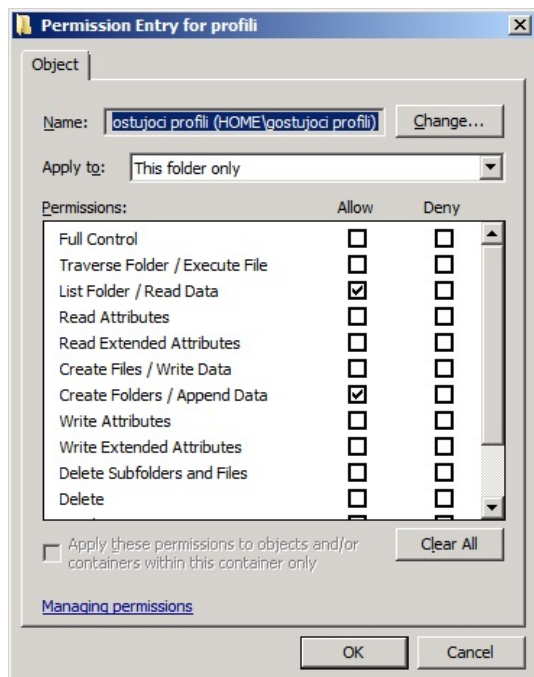 Permission Entry for profili
Object
Name: ostujoci profili (HOME\gostujoci profili) Change...
Apply to: This folder only
Permissions: Allow Deny
Full Control
Traverse Folder / Execute File
List Folder / Read Data
Read Attributes
Read Extended Attributes
Create Files / Write Data
Create Folders / Append Data
Write Attributes
Write Extended Attributes
Delete Subfolders and Files
Delete
Apply these permissions to objects and/or Clear All
containers within this container only
Managing permissions
OK Cancel